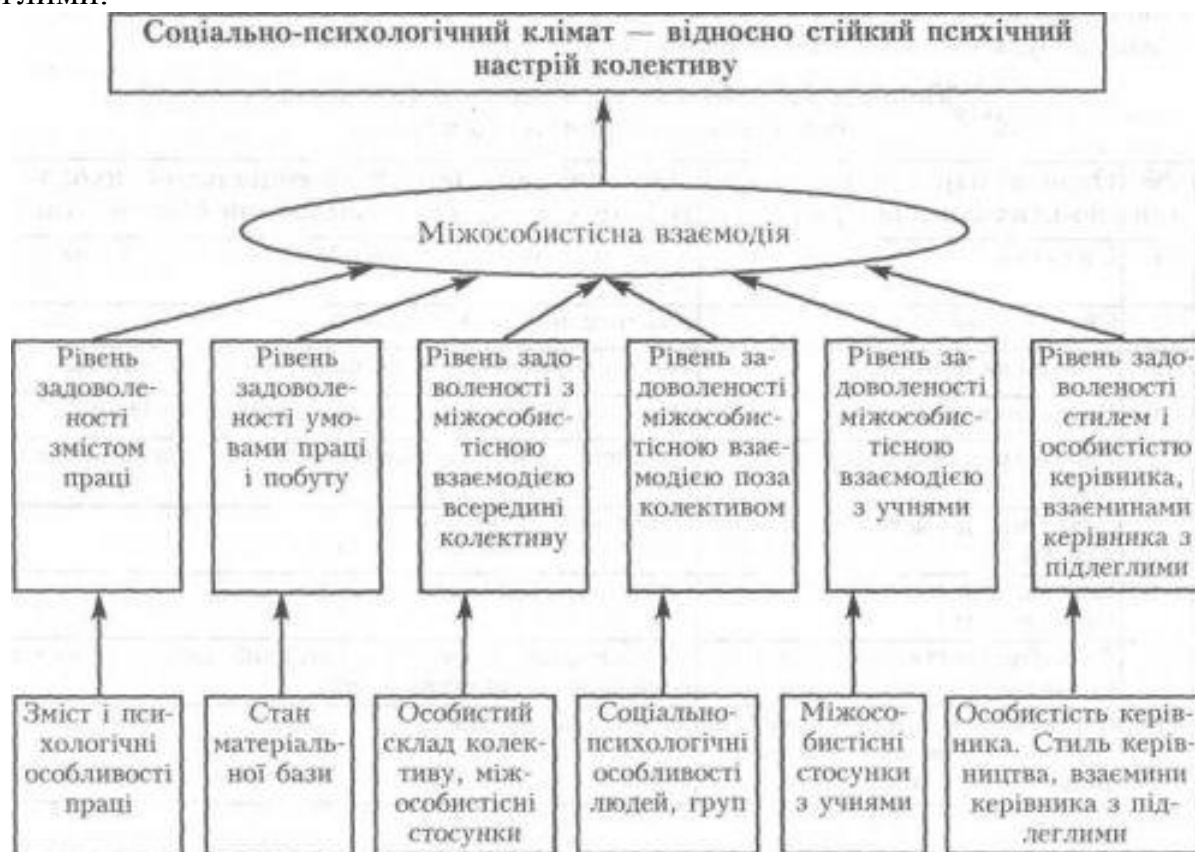 глими.
Соціально-психологічний клімат — відносно стійкий психічний
настрій колективу
Міжособистісна взаємодія
Рівень
задоволе-
ності
змістом
праці
Рівень
задоволе-
ності умо-
вами праці
і побуту
Рівень задо-
воленості з
міжособис-
тісною
взаємодією
всередині
колективу
Рівень за-
доволеності
міжособис-
тісною взає-
модією поза
колективом
Рівень за-
доволеності
міжособис-
тісною
взаємодією
з учнями
Рівень задо-
воленості
стилем і
особистістю
керівника,
взаєминами
керівника з
підлеглими
Зміст і пси-
хологічні
особливості
праці
Стан
матеріаль-
ної бази
Особистий
склад колек-
тиву, між-
особистісні
стосунки
Соціально-
психологічні
особливості
людей, груп
Міжосо-
бистісні
стосунки
з учнями
Особистість керів-
ника. Стиль керів-
ництва, взаємини
керівника з під-
леглими